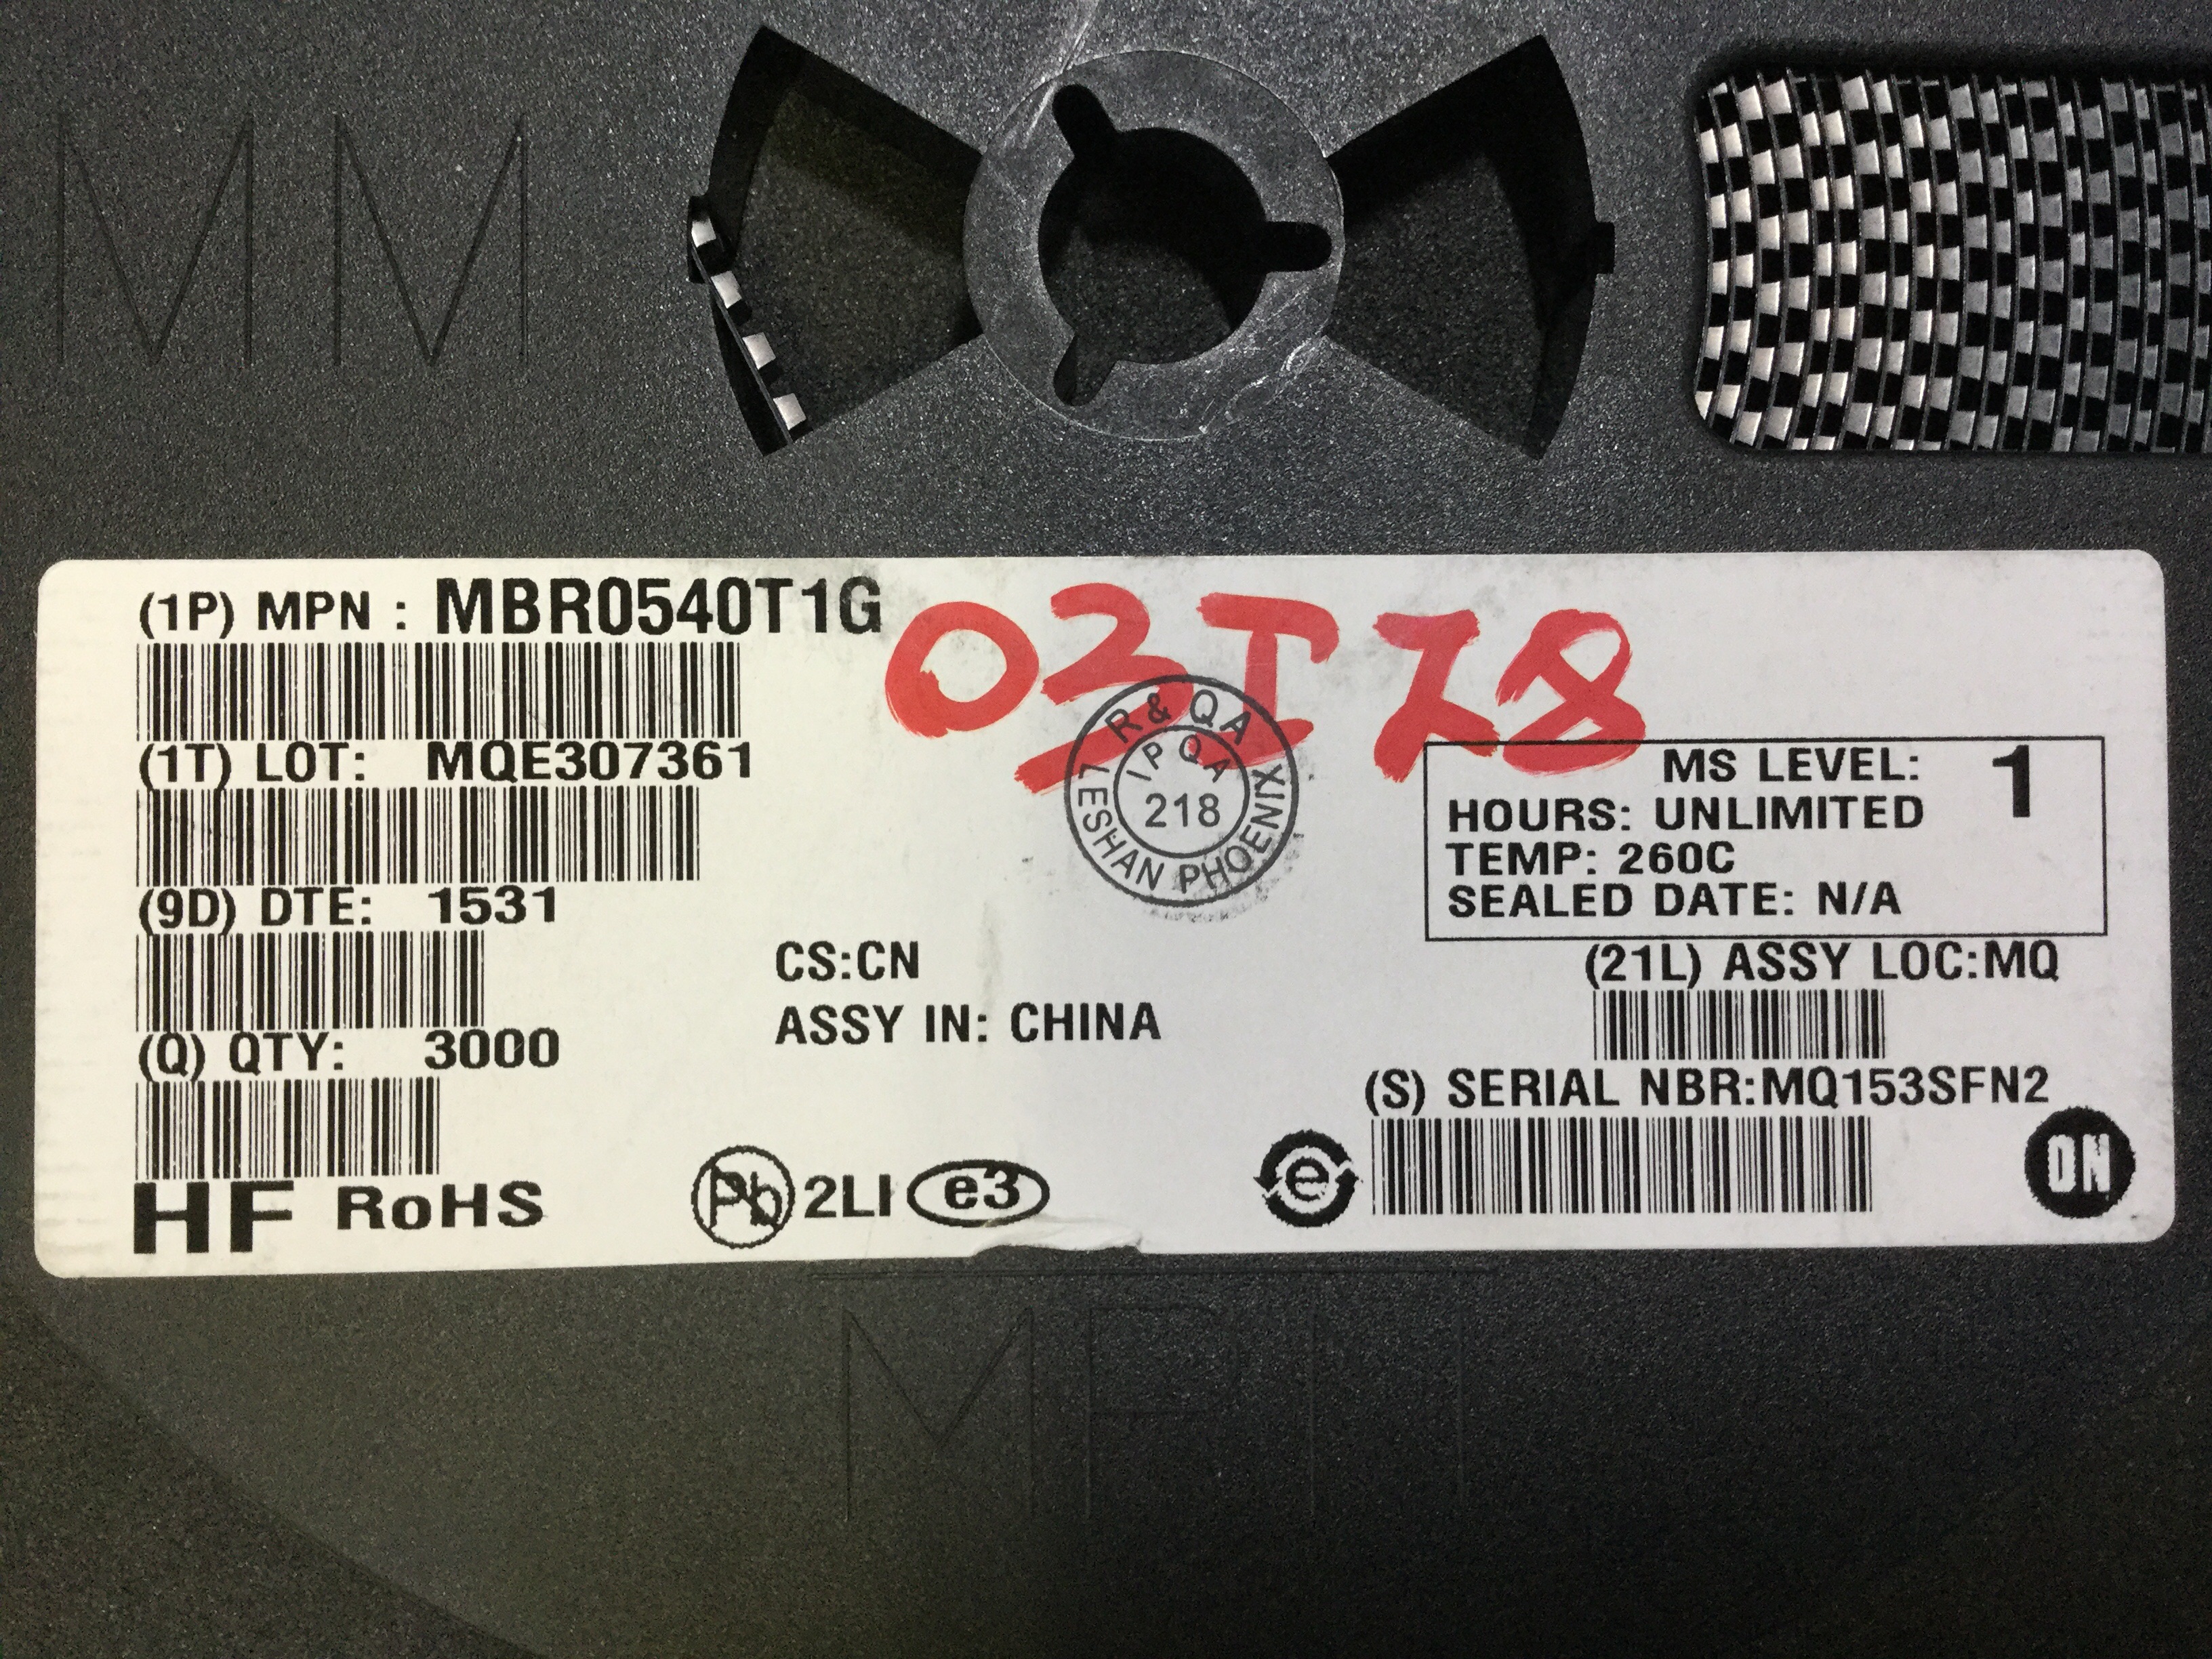 MM
(1P) MPN : MBR0540T1G
03I78
(1T) LOT: MQE307361
R & QA
IPQA
218
LESHAN PHOENIX
MS LEVEL: 1
HOURS: UNLIMITED
TEMP: 260C
SEALED DATE: N/A
(9D) DTE: 1531
CS:CN
(21L) ASSY LOC:MQ
(Q) QTY: 3000
ASSY IN: CHINA
(S) SERIAL NBR:MQ153SFN2
HF RoHS
Pb 2LI e3
e
ON